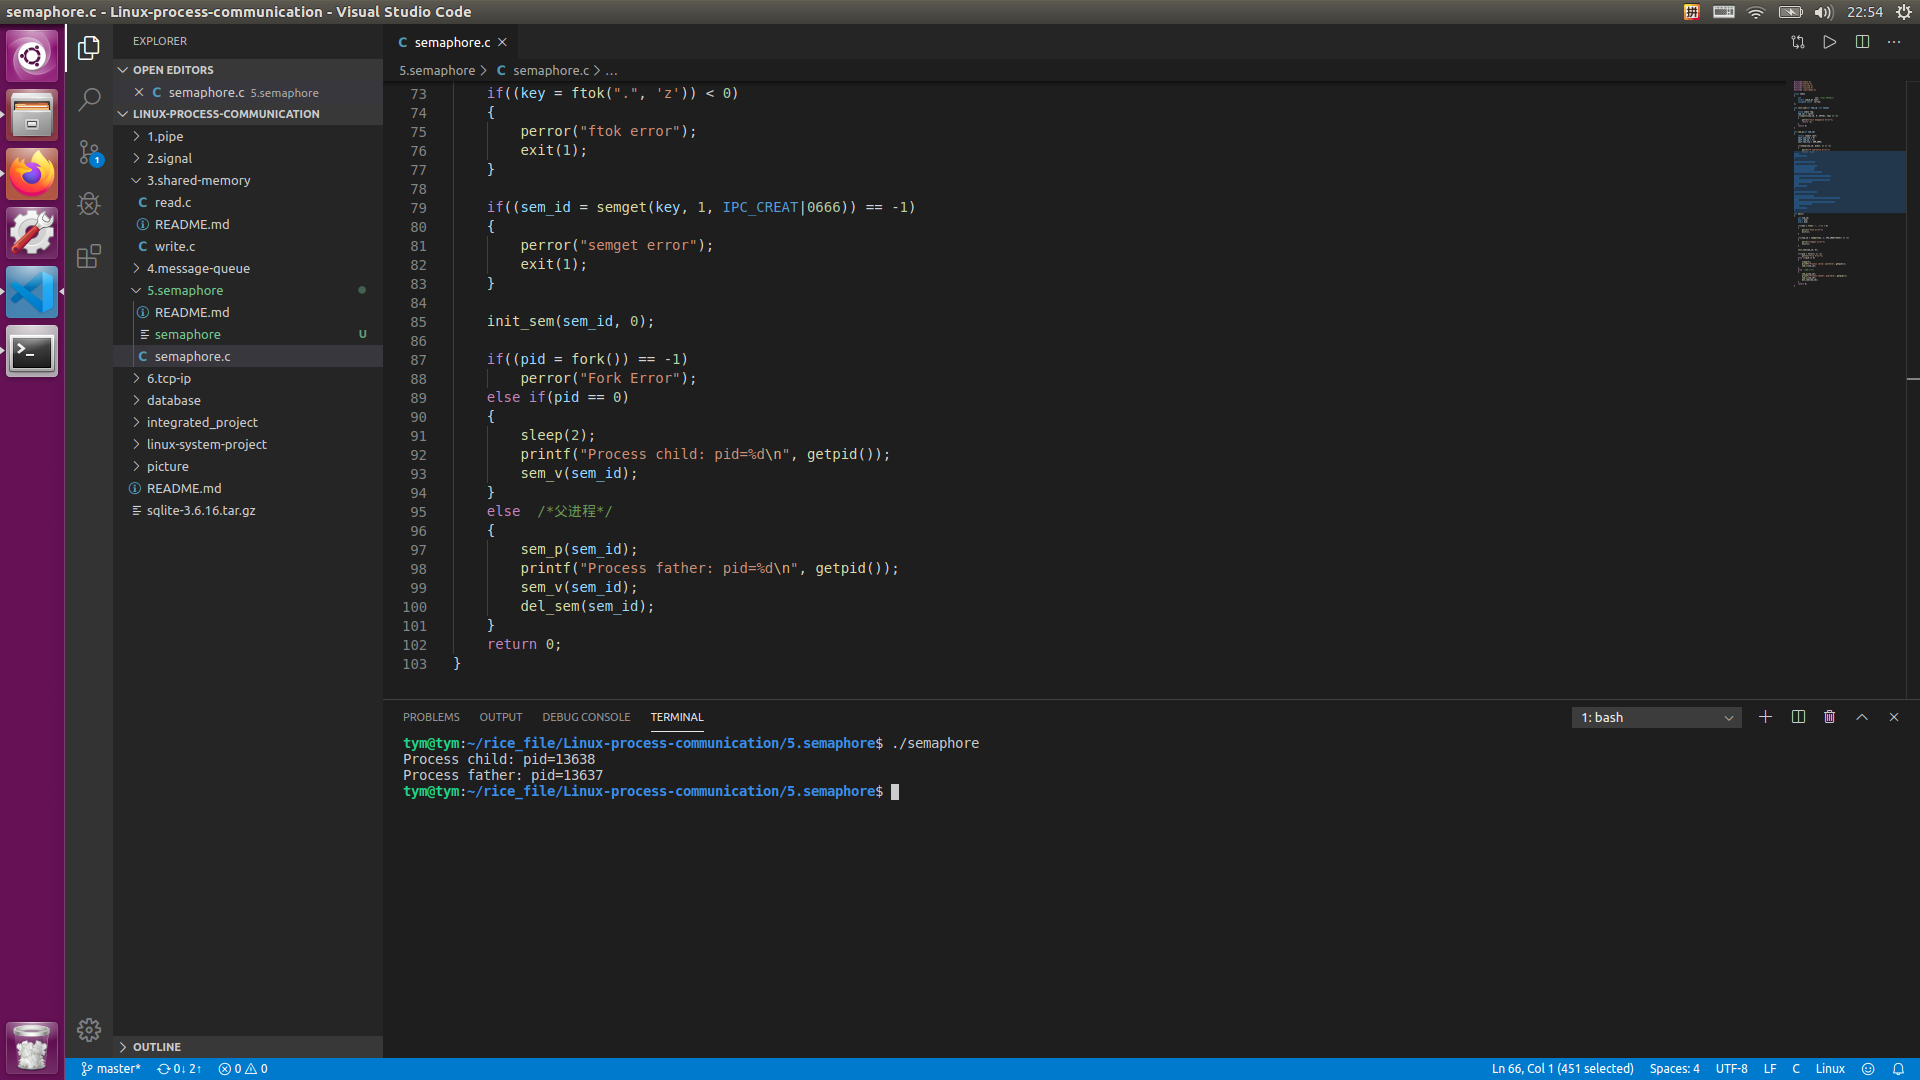 semaphore.c - Linux-process-communication - Visual Studio Code
拼
22:54
EXPLORER
OPEN EDITORS
C semaphore.c 5.semaphore
LINUX-PROCESS-COMMUNICATION
1.pipe
2.signal
3.shared-memory
C read.c
README.md
C write.c
4.message-queue
5.semaphore
README.md
semaphore U
C semaphore.c
6.tcp-ip
database
integrated_project
linux-system-project
picture
README.md
sqlite-3.6.16.tar.gz
OUTLINE
1
C semaphore.c
5.semaphore > C semaphore.c > ...
73 if((key = ftok(".", 'z')) < 0)
74 {
75 perror("ftok error");
76 exit(1);
77 }
78
79 if((sem_id = semget(key, 1, IPC_CREAT|0666)) == -1)
80 {
81 perror("semget error");
82 exit(1);
83 }
84
85 init_sem(sem_id, 0);
86
87 if((pid = fork()) == -1)
88 perror("Fork Error");
89 else if(pid == 0)
90 {
91 sleep(2);
92 printf("Process child: pid=%d\n", getpid());
93 sem_v(sem_id);
94 }
95 else  /*父进程*/
96 {
97 sem_p(sem_id);
98 printf("Process father: pid=%d\n", getpid());
99 sem_v(sem_id);
100 del_sem(sem_id);
101 }
102 return 0;
103 }
PROBLEMS OUTPUT DEBUG CONSOLE TERMINAL
1: bash
tym@tym:~/rice_file/Linux-process-communication/5.semaphore$ ./semaphore
Process child: pid=13638
Process father: pid=13637
tym@tym:~/rice_file/Linux-process-communication/5.semaphore$
master* 0↓ 2↑ 0 0
Ln 66, Col 1 (451 selected) Spaces: 4 UTF-8 LF C Linux